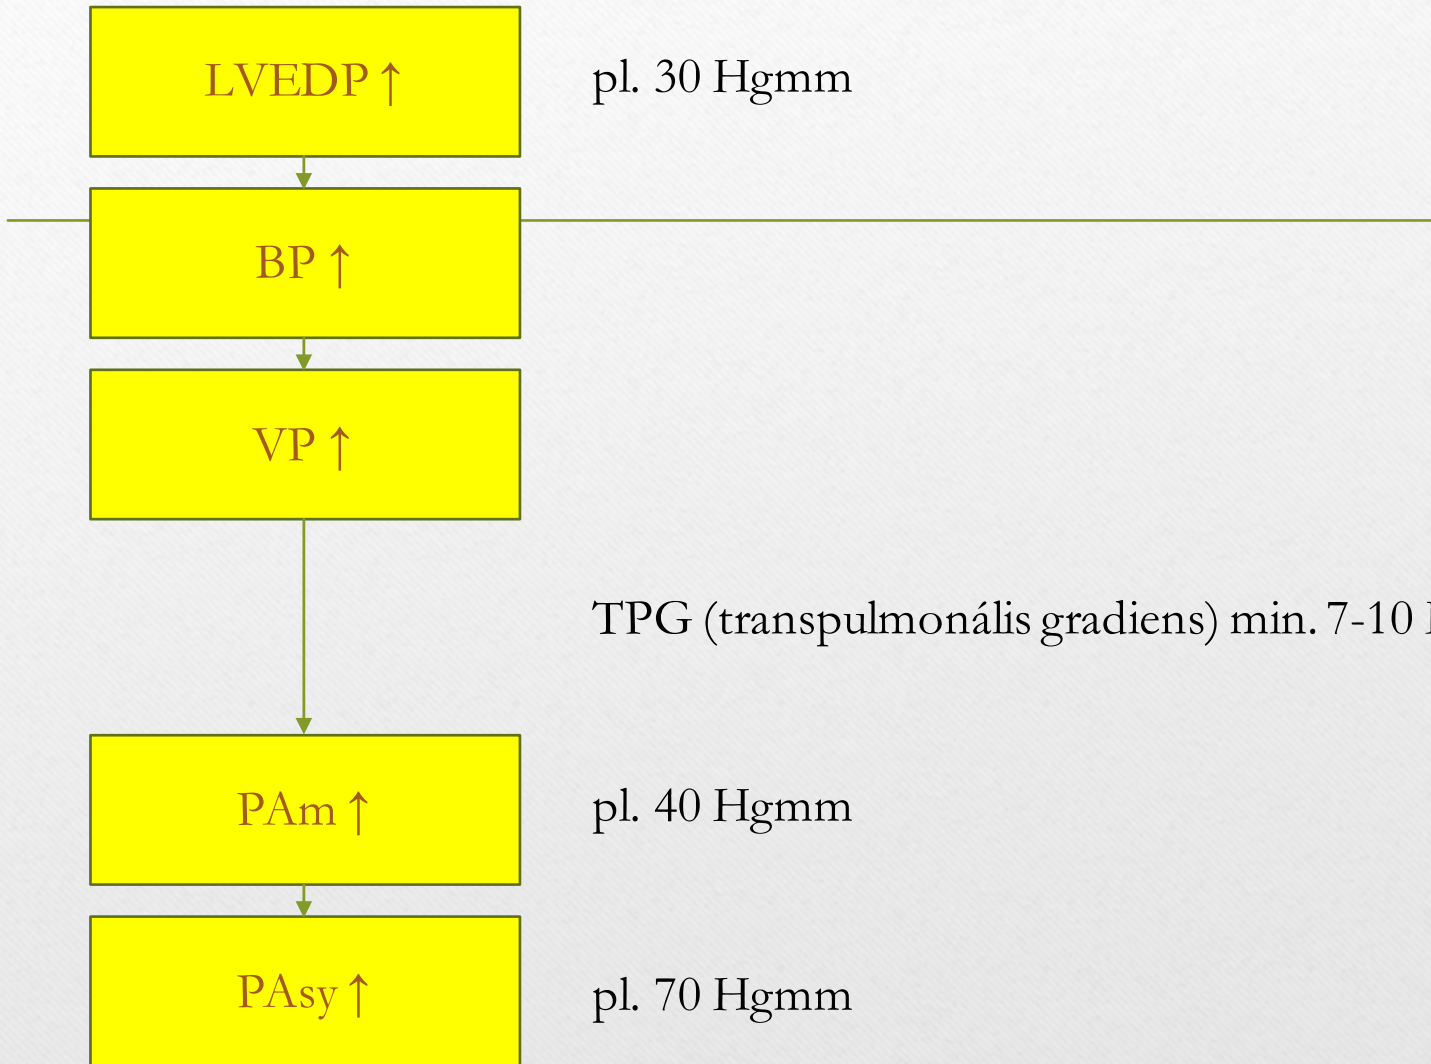 LVEDP ↑ pl. 30 Hgmm
BP ↑
VP ↑
TPG (transpulmonális gradiens) min. 7-10
PAm ↑ pl. 40 Hgmm
PAsy ↑ pl. 70 Hgmm